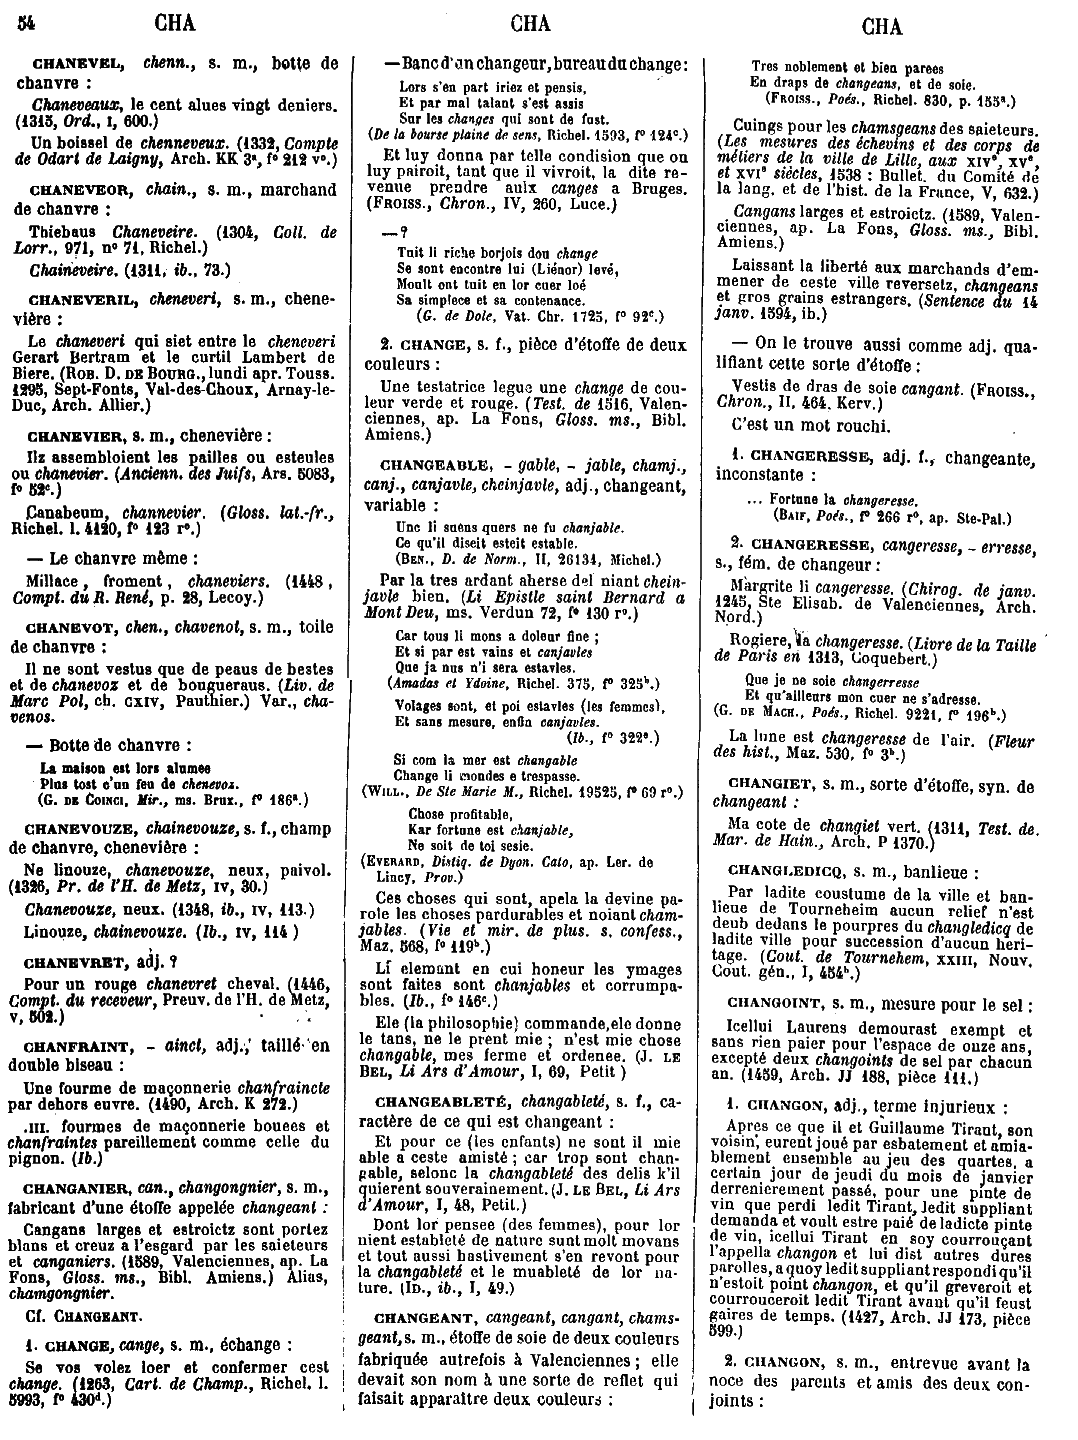 54
CHA
CHA
CHA
CHANEVEL, chenn., s. m., botte de
chanvre :
Chaneveaux, le cent alues vingt deniers.
(1315, Ord., I, 600.)
Un boissel de chenneveux. (1332, Compte
de Odart de Laigny, Arch. KK 3ª, fº 212 vº.)
CHANEVEOR, chain., s. m., marchand
de chanvre :
Thiebaus Chaneveire. (1304, Coll. de
Lorr., 971, nº 71, Richel.)
Chaineveire. (1311, ib., 73.)
CHANEVERIL, cheneveri, s. m., chene-
vière :
Le chaneveri qui siet entre le cheneveri
Gerart Bertram et le curtil Lambert de
Biere. (ROB. D. DE BOURG., lundi apr. Touss.
1295, Sept-Fonts, Val-des-Choux, Arnay-le-
Duc, Arch. Allier.)
CHANEVIER, s. m., chenevière :
Ilz assembloient les pailles ou esteules
ou chanevier. (Ancienn. des Juifs, Ars. 5083,
fº 52ᶜ.)
Canabeum, channevier. (Gloss. lat.-fr.,
Richel. l. 4120, fº 123 rº.)
— Le chanvre même :
Millace, froment, chaneviers. (1448,
Compt. du R. René, p. 28, Lecoy.)
CHANEVOT, chen., chavenot, s. m., toile
de chanvre :
Il ne sont vestus que de peaus de bestes
et de chanevoz et de bougueraus. (Liv. de
Marc Pol, ch. CXIV, Pauthier.) Var., cha-
venos.
— Botte de chanvre :
La maison est lors alumee
Plus tost c'un feu de chenevoz.
(G. DE COINCI, Mir., ms. Brux., fº 186ª.)
CHANEVOUZE, chainevouze, s. f., champ
de chanvre, chenevière :
Ne linouze, chanevouze, neux, paivol.
(1326, Pr. de l'H. de Metz, IV, 30.)
Chanevouze, neux. (1348, ib., IV, 113.)
Linouze, chainevouze. (Ib., IV, 114)
CHANEVRET, adj. ?
Pour un rouge chanevret cheval. (1446,
Compt. du receveur, Preuv. de l'H. de Metz,
V, 502.)
CHANFRAINT, - ainct, adj., taillé en
double biseau :
Une fourme de maçonnerie chanfraincte
par dehors euvre. (1490, Arch. K 272.)
.III. fourmes de maçonnerie bouees et
chanfraintes pareillement comme celle du
pignon. (Ib.)
CHANGANIER, can., changongnier, s. m.,
fabricant d'une étoffe appelée changeant :
Cangans larges et estroictz sont portez
blans et creuz a l'esgard par les saieteurs
et canganiers. (1589, Valenciennes, ap. La
Fons, Gloss. ms., Bibl. Amiens.) Alias,
chamgongnier.
Cf. CHANGEANT.
1. CHANGE, cange, s. m., échange :
Se vos volez loer et confermer cest
change. (1263, Cart. de Champ., Richel. l.
5993, fº 430ᵈ.)
—Banc d'un changeur, bureau du change:
Lors s'en part iriez et pensis,
Et par mal talant s'est assis
Sur les changes qui sont de fust.
(De la bourse plaine de sens, Richel. 1593, fº 124ᶜ.)
Et luy donna par telle condision que on
luy pairoit, tant que il vivroit, la dite re-
venue prendre aulx canges a Bruges.
(FROISS., Chron., IV, 260, Luce.)
—?
Tuit li riche borjois dou change
Se sont encontre lui (Liénor) levé,
Moult ont tuit en lor cuer loé
Sa simplece et sa contenance.
(G. de Dole, Vat. Chr. 1725, fº 92ᶜ.)
2. CHANGE, s. f., pièce d'étoffe de deux
couleurs :
Une testatrice legue une change de cou-
leur verde et rouge. (Test. de 1516, Valen-
ciennes, ap. La Fons, Gloss. ms., Bibl.
Amiens.)
CHANGEABLE, - gable, - jable, chamj.,
canj., canjavle, cheinjavle, adj., changeant,
variable :
Unc li suens quers ne fu chanjable.
Ce qu'il diseit esteit estable.
(BEN., D. de Norm., II, 26134, Michel.)
Par la tres ardant aherse del niant chein-
javle bien. (Li Epistle saint Bernard a
Mont Deu, ms. Verdun 72, fº 130 rº.)
Car tous li mons a doleur fine ;
Et si par est vains et canjavles
Que ja nus n'i sera estavles.
(Amadas et Ydoine, Richel. 375, fº 325ᵇ.)
Volages sont, et poi estavles (les femmes),
Et sans mesure, enfin canjavles.
(Ib., fº 322ᵉ.)
Si com la mer est changable
Change li mondes e trespasse.
(WILL., De Ste Marie M., Richel. 19525, fº 69 rº.)
Chose profitable,
Kar fortune est chanjable,
Ne soit de toi sesie.
(EVERARD, Distiq. de Dyon. Cato, ap. Ler. de
Lincy, Prov.)
Ces choses qui sont, apela la devine pa-
role les choses pardurables et noiant cham-
jables. (Vie et mir. de plus. s. confess.,
Maz. 568, fº 119ᵇ.)
Li element en cui honeur les ymages
sont faites sont chanjables et corrumpa-
bles. (Ib., fº 146ᶜ.)
Ele (la philosophie) commande, ele donne
le tans, ne le prent mie ; n'est mie chose
changable, mes ferme et ordenee. (J. LE
BEL, Li Ars d'Amour, I, 69, Petit)
CHANGEABLETÉ, changableté, s. f., ca-
ractère de ce qui est changeant :
Et pour ce (les enfants) ne sont il mie
able a ceste amisté ; car trop sont chan-
gable, selonc la changableté des delis k'il
quierent souverainement. (J. LE BEL, Li Ars
d'Amour, I, 48, Petit.)
Dont lor pensee (des femmes), pour lor
nient estableté de nature sunt molt movans
et tout aussi hastivement s'en revont pour
la changableté et le muableté de lor na-
ture. (ID., ib., I, 49.)
CHANGEANT, cangeant, cangant, chams-
geant, s. m., étoffe de soie de deux couleurs
fabriquée autrefois à Valenciennes ; elle
devait son nom à une sorte de reflet qui
faisait apparaître deux couleurs :
Tres noblement et bien parees
En draps de changeans, et de soie.
(FROISS., Poés., Richel. 830, p. 155ª.)
Cuings pour les chamsgeans des saieteurs.
(Les mesures des échevins et des corps de
métiers de la ville de Lille, aux XIVᵉ, XVᵉ,
et XVIᵉ siècles, 1538 : Bullet. du Comité de
la lang. et de l'hist. de la France, V, 632.)
Cangans larges et estroictz. (1589, Valen-
ciennes, ap. La Fons, Gloss. ms., Bibl.
Amiens.)
Laissant la liberté aux marchands d'em-
mener de ceste ville reversetz, changeans
et gros grains estrangers. (Sentence du 14
janv. 1594, ib.)
— On le trouve aussi comme adj. qua-
lifiant cette sorte d'étoffe :
Vestis de dras de soie cangant. (FROISS.,
Chron., II, 464, Kerv.)
C'est un mot rouchi.
1. CHANGERESSE, adj. f., changeante,
inconstante :
... Fortune la changeresse.
(BAIF, Poés., fº 266 rº, ap. Ste-Pal.)
2. CHANGERESSE, cangeresse, - erresse,
s., fém. de changeur :
Margrite li cangeresse. (Chirog. de janv.
1245, Ste Elisab. de Valenciennes, Arch.
Nord.)
Rogiere, la changeresse. (Livre de la Taille
de Paris en 1313, Coquebert.)
Que je ne soie changerresse
Et qu'ailleurs mon cuer ne s'adresse.
(G. DE MACH., Poés., Richel. 9221, fº 196ᵇ.)
La lune est changeresse de l'air. (Fleur
des hist., Maz. 530, fº 3ᵇ.)
CHANGIET, s. m., sorte d'étoffe, syn. de
changeant :
Ma cote de changiet vert. (1311, Test. de.
Mar. de Hain., Arch. P 1370.)
CHANGLEDICQ, s. m., banlieue :
Par ladite coustume de la ville et ban-
lieue de Tourneheim aucun relief n'est
deub dedans le pourpres du changledicq de
ladite ville pour succession d'aucun heri-
tage. (Cout. de Tournehem, XXIII, Nouv.
Cout. gén., I, 454ᵇ.)
CHANGOINT, s. m., mesure pour le sel :
Icellui Laurens demourast exempt et
sans rien paier pour l'espace de ouze ans,
excepté deux changoints de sel par chacun
an. (1459, Arch. JJ 188, pièce 111.)
1. CHANGON, adj., terme injurieux :
Apres ce que il et Guillaume Tirant, son
voisin, eurent joué par esbatement et amia-
blement ensemble au jeu des quartes, a
certain jour de jeudi du mois de janvier
derrenierement passé, pour une pinte de
vin que perdi ledit Tirant, ledit suppliant
demanda et voult estre paié de ladicte pinte
de vin, icellui Tirant en soy courrouçant
l'appella changon et lui dist autres dures
parolles, a quoy ledit suppliant respondi qu'il
n'estoit point changon, et qu'il greveroit et
courrouceroit ledit Tirant avant qu'il feust
gaires de temps. (1427, Arch. JJ 173, pièce
599.)
2. CHANGON, s. m., entrevue avant la
noce des parents et amis des deux con-
joints :